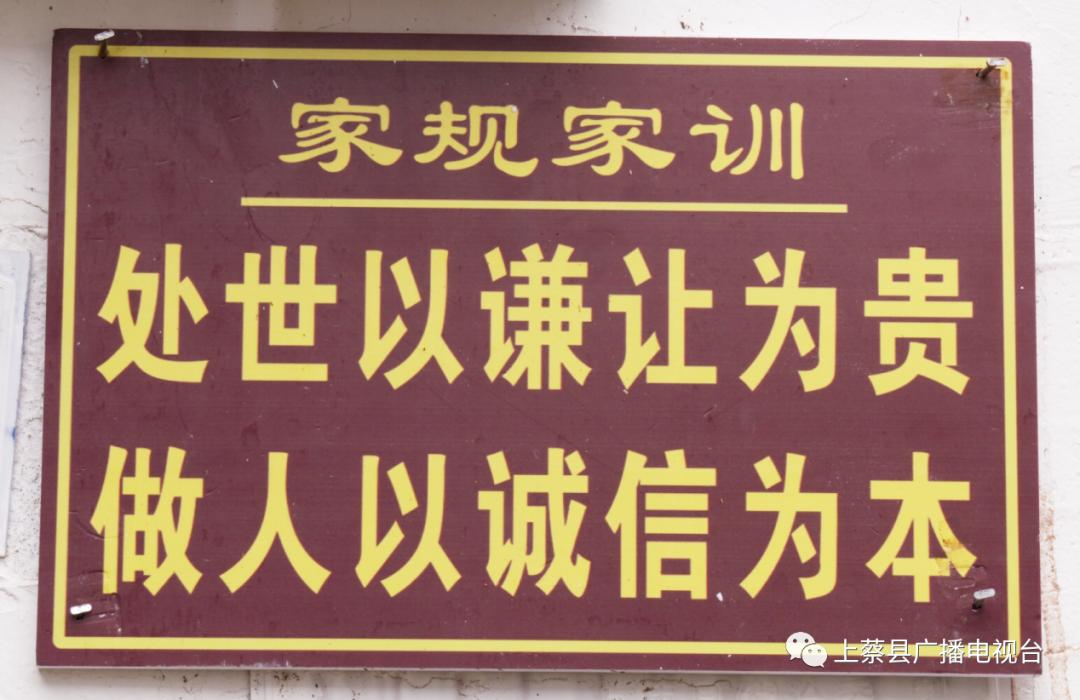 家规家训
处世以谦让为贵
做人以诚信为本
上蔡县广播电视台